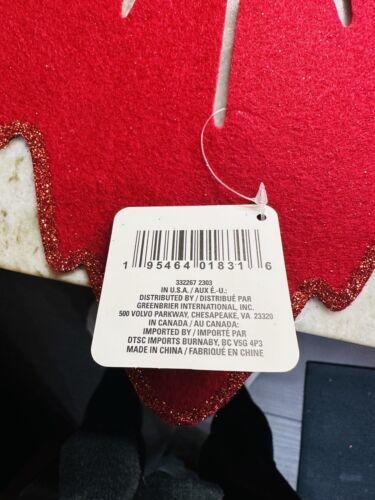 1 95464 01831 6
332267 2303
IN U.S.A. / AUX É.-U.:
DISTRIBUTED BY / DISTRIBUÉ PAR
GREENBRIER INTERNATIONAL, INC.
500 VOLVO PARKWAY, CHESAPEAKE, VA 23320
IN CANADA / AU CANADA:
IMPORTED BY / IMPORTÉ PAR
DTSC IMPORTS BURNABY, BC V5G 4P3
MADE IN CHINA / FABRIQUÉ EN CHINE